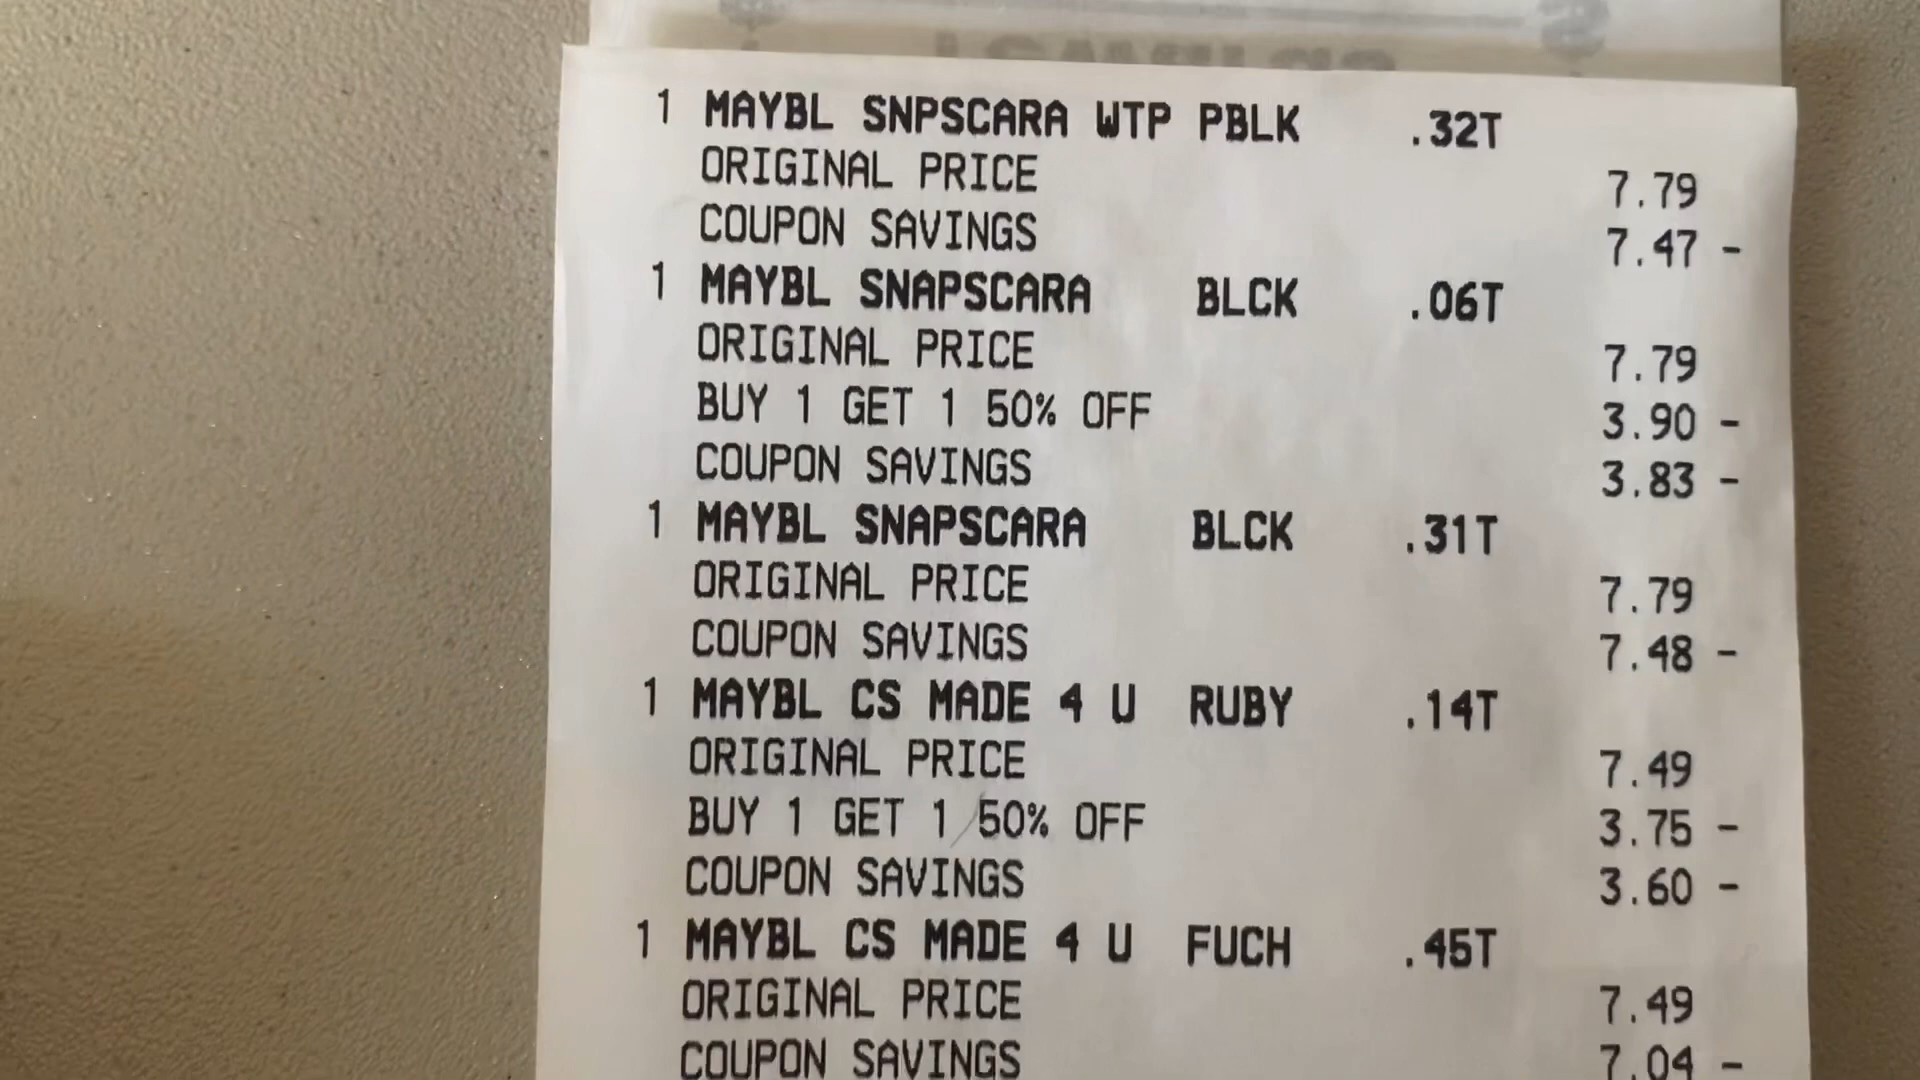 1 MAYBL SNPSCARA WTP PBLK .32T
ORIGINAL PRICE 7.79
COUPON SAVINGS 7.47 -
1 MAYBL SNAPSCARA BLCK .06T
ORIGINAL PRICE 7.79
BUY 1 GET 1 50% OFF 3.90 -
COUPON SAVINGS 3.83 -
1 MAYBL SNAPSCARA BLCK .31T
ORIGINAL PRICE 7.79
COUPON SAVINGS 7.48 -
1 MAYBL CS MADE 4 U RUBY .14T
ORIGINAL PRICE 7.49
BUY 1 GET 1 50% OFF 3.75 -
COUPON SAVINGS 3.60 -
1 MAYBL CS MADE 4 U FUCH .45T
ORIGINAL PRICE 7.49
COUPON SAVINGS 7.04 -